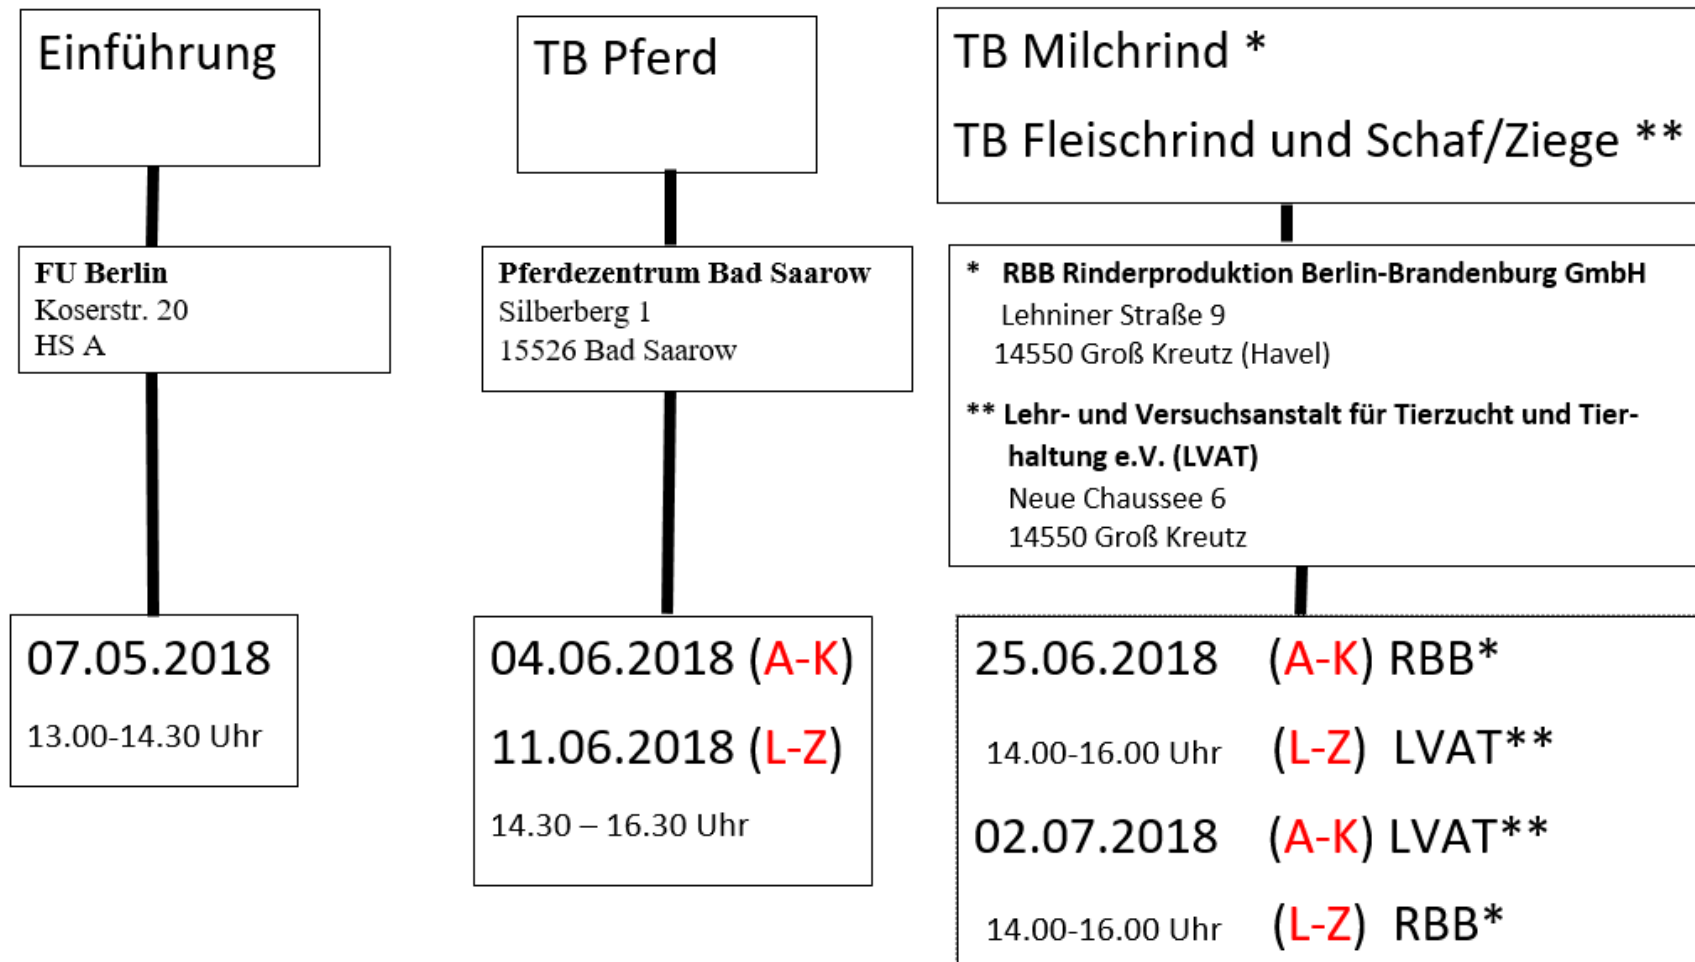 Einführung
FU Berlin
Koserstr. 20
HS A
07.05.2018
13.00-14.30 Uhr
TB Pferd
Pferdezentrum Bad Saarow
Silberberg 1
15526 Bad Saarow
04.06.2018 (A-K)
11.06.2018 (L-Z)
14.30 – 16.30 Uhr
TB Milchrind *
TB Fleischrind und Schaf/Ziege **
* RBB Rinderproduktion Berlin-Brandenburg GmbH
Lehniner Straße 9
14550 Groß Kreutz (Havel)
** Lehr- und Versuchsanstalt für Tierzucht und Tier-
haltung e.V. (LVAT)
Neue Chaussee 6
14550 Groß Kreutz
25.06.2018 (A-K) RBB*
14.00-16.00 Uhr (L-Z) LVAT**
02.07.2018 (A-K) LVAT**
14.00-16.00 Uhr (L-Z) RBB*